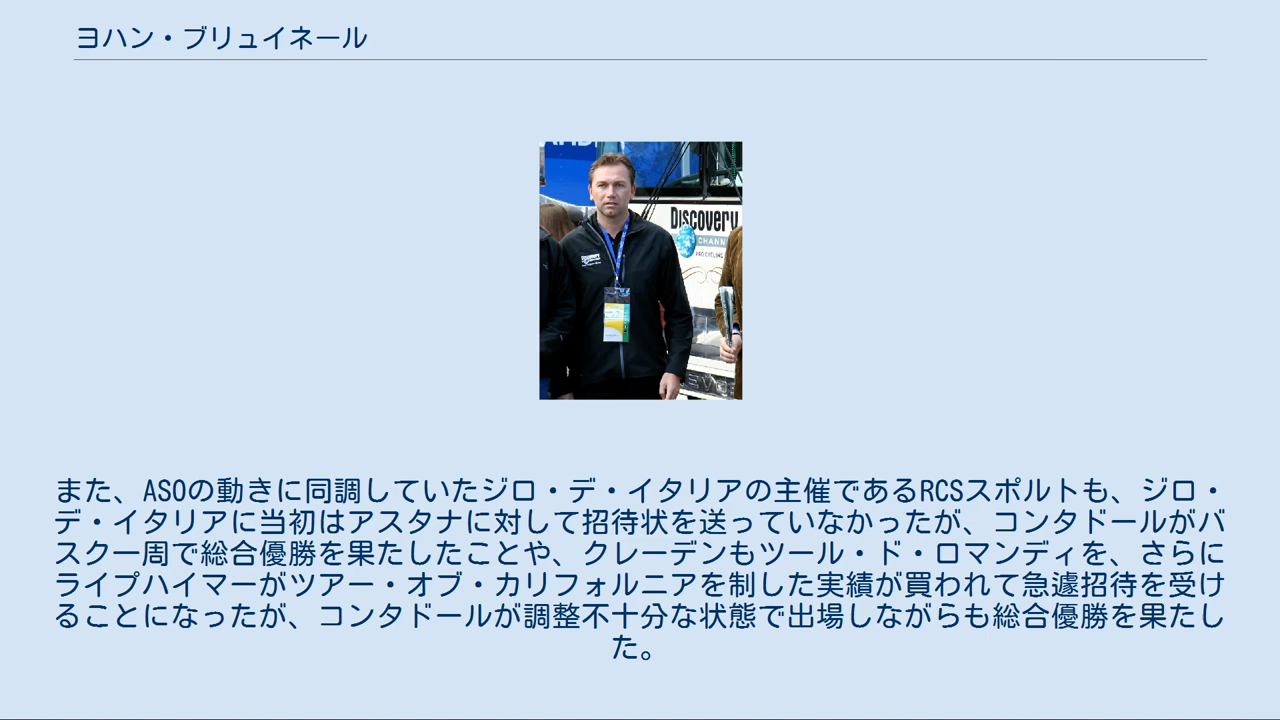 ヨハン・ブリュイネール
Discovery
CHANN
PRO CYCLING
Discovery
また、ASOの動きに同調していたジロ・デ・イタリアの主催であるRCSスポルトも、ジロ・
デ・イタリアに当初はアスタナに対して招待状を送っていなかったが、コンタドールがバ
スク一周で総合優勝を果たしたことや、クレーデンもツール・ド・ロマンディを、さらに
ライプハイマーがツアー・オブ・カリフォルニアを制した実績が買われて急遽招待を受け
ることになったが、コンタドールが調整不十分な状態で出場しながらも総合優勝を果たし
た。